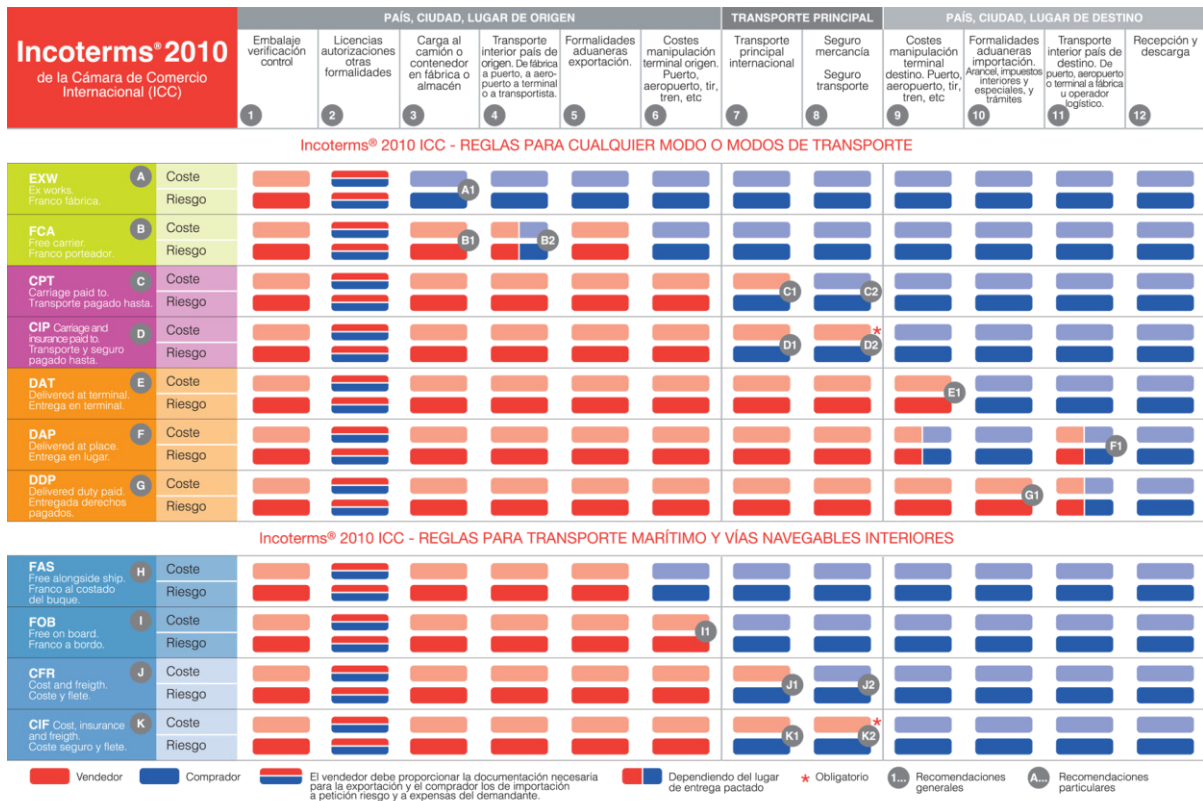 PAÍS, CIUDAD, LUGAR DE ORIGEN
TRANSPORTE PRINCIPAL
PAÍS, CIUDAD, LUGAR DE DESTINO
Incoterms® 2010
de la Cámara de Comercio
Internacional (ICC)
Embalaje
verificación
control
1
Licencias
autorizaciones
otras
formalidades
2
Carga al
camión o
contenedor
en fábrica o
almacén
3
Transporte
interior país de
origen. De fábrica
a puerto, a aero-
puerto a terminal
o a transportista.
4
Formalidades
aduaneras
exportación.
5
Costes
manipulación
terminal origen.
Puerto,
aeropuerto, tir,
tren, etc
6
Transporte
principal
internacional
7
Seguro
mercancía
Seguro
transporte
8
Costes
manipulación
terminal
destino. Puerto,
aeropuerto, tir,
tren, etc
9
Formalidades
aduaneras
importación.
Arancel, impuestos
interiores y
especiales, y
trámites
10
Transporte
interior país de
destino. De
puerto, aeropuerto
o terminal a fábrica
u operador
logístico.
11
Recepción y
descarga
12
Incoterms® 2010 ICC - REGLAS PARA CUALQUIER MODO O MODOS DE TRANSPORTE
EXW
Ex works.
Franco fábrica.
A
Coste
Riesgo
A1
FCA
Free carrier.
Franco porteador.
B
Coste
Riesgo
B1
B2
CPT
Carriage paid to.
Transporte pagado hasta.
C
Coste
Riesgo
C1
C2
CIP Carriage and
insurance paid to.
Transporte y seguro
pagado hasta.
D
Coste
Riesgo
D1
* D2
DAT
Delivered at terminal.
Entrega en terminal.
E
Coste
Riesgo
E1
DAP
Delivered at place.
Entrega en lugar.
F
Coste
Riesgo
F1
DDP
Delivered duty paid.
Entregada derechos
pagados.
G
Coste
Riesgo
G1
Incoterms® 2010 ICC - REGLAS PARA TRANSPORTE MARÍTIMO Y VÍAS NAVEGABLES INTERIORES
FAS
Free alongside ship.
Franco al costado
del buque.
H
Coste
Riesgo
FOB
Free on board.
Franco a bordo.
I
Coste
Riesgo
I1
CFR
Cost and freigth.
Coste y flete.
J
Coste
Riesgo
J1
J2
CIF Cost, insurance
and freigth.
Coste seguro y flete.
K
Coste
Riesgo
K1
* K2
Vendedor
Comprador
El vendedor debe proporcionar la documentación necesaria
para la exportación y el comprador los de importación
a petición riesgo y a expensas del demandante.
Dependiendo del lugar
de entrega pactado
* Obligatorio
1... Recomendaciones
generales
A... Recomendaciones
particulares